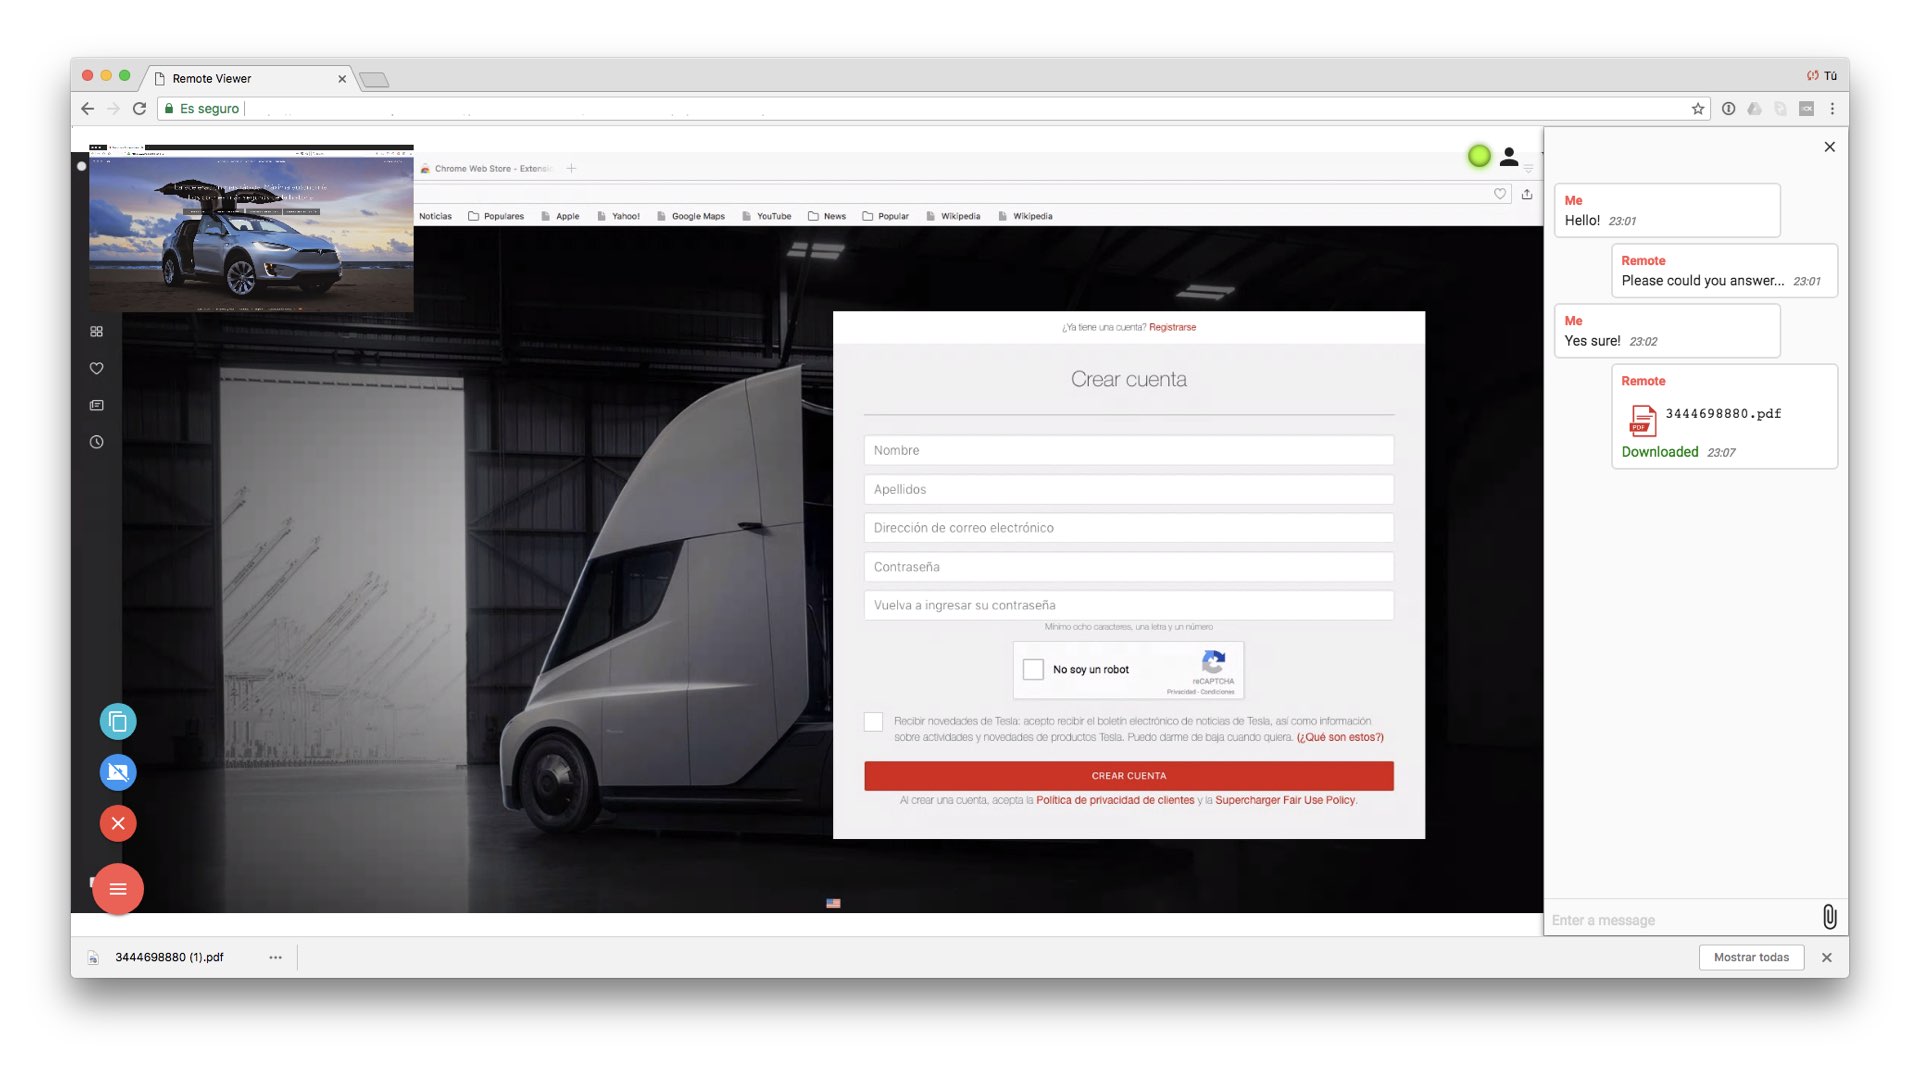 Remote Viewer
Tú
Es seguro
Chrome Web Store - Extensi
Noticias
Populares
Apple
Yahoo!
Google Maps
YouTube
News
Popular
Wikipedia
Wikipedia
¿Ya tiene una cuenta? Registrarse
Crear cuenta
Nombre
Apellidos
Dirección de correo electrónico
Contraseña
Vuelva a ingresar su contraseña
Mínimo ocho caracteres, una letra y un número
No soy un robot
reCAPTCHA
Privacidad - Condiciones
Recibir novedades de Tesla: acepto recibir el boletín electrónico de noticias de Tesla, así como información
sobre actividades y novedades de productos Tesla. Puedo darme de baja cuando quiera. (¿Qué son estos?)
CREAR CUENTA
Al crear una cuenta, acepta la Política de privacidad de clientes y la Supercharger Fair Use Policy.
Me
Hello! 23:01
Remote
Please could you answer... 23:01
Me
Yes sure! 23:02
Remote
PDF
3444698880.pdf
Downloaded 23:07
Enter a message
3444698880 (1).pdf
Mostrar todas